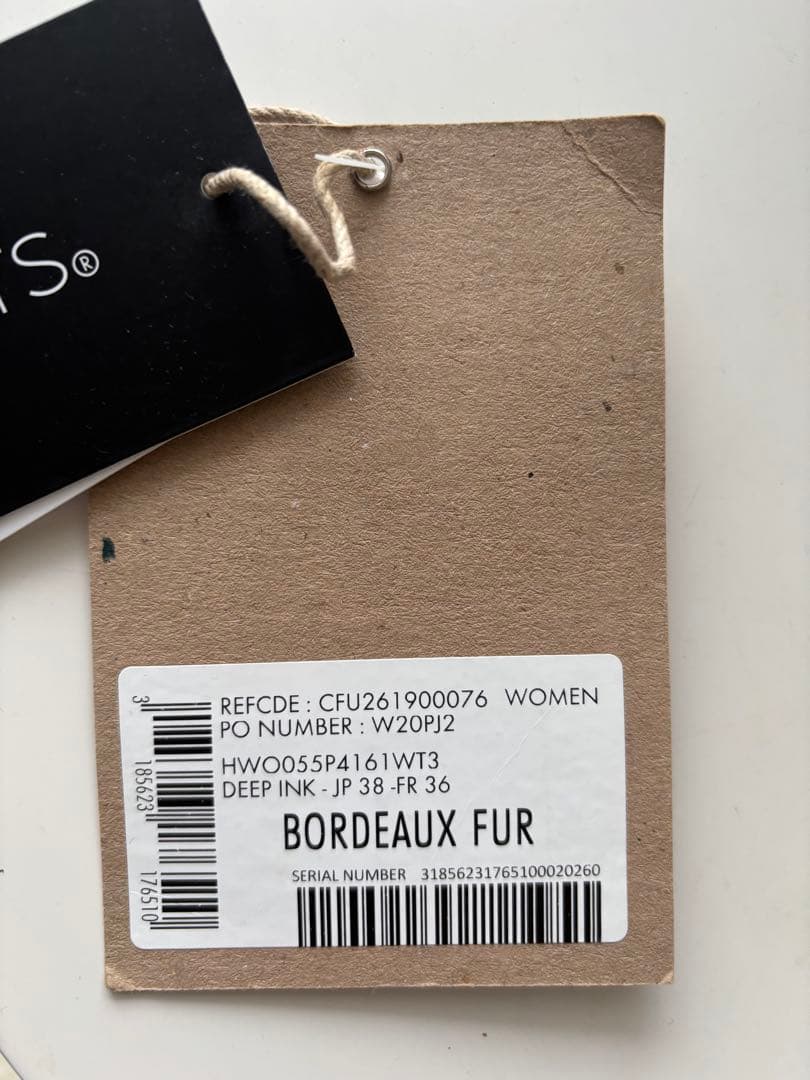 TS®
REFCDE : CFU261900076 WOMEN
PO NUMBER : W20PJ2
HWO055P4161WT3
DEEP INK - JP 38 -FR 36
BORDEAUX FUR
SERIAL NUMBER 31856231765100020260
3 185623 176510